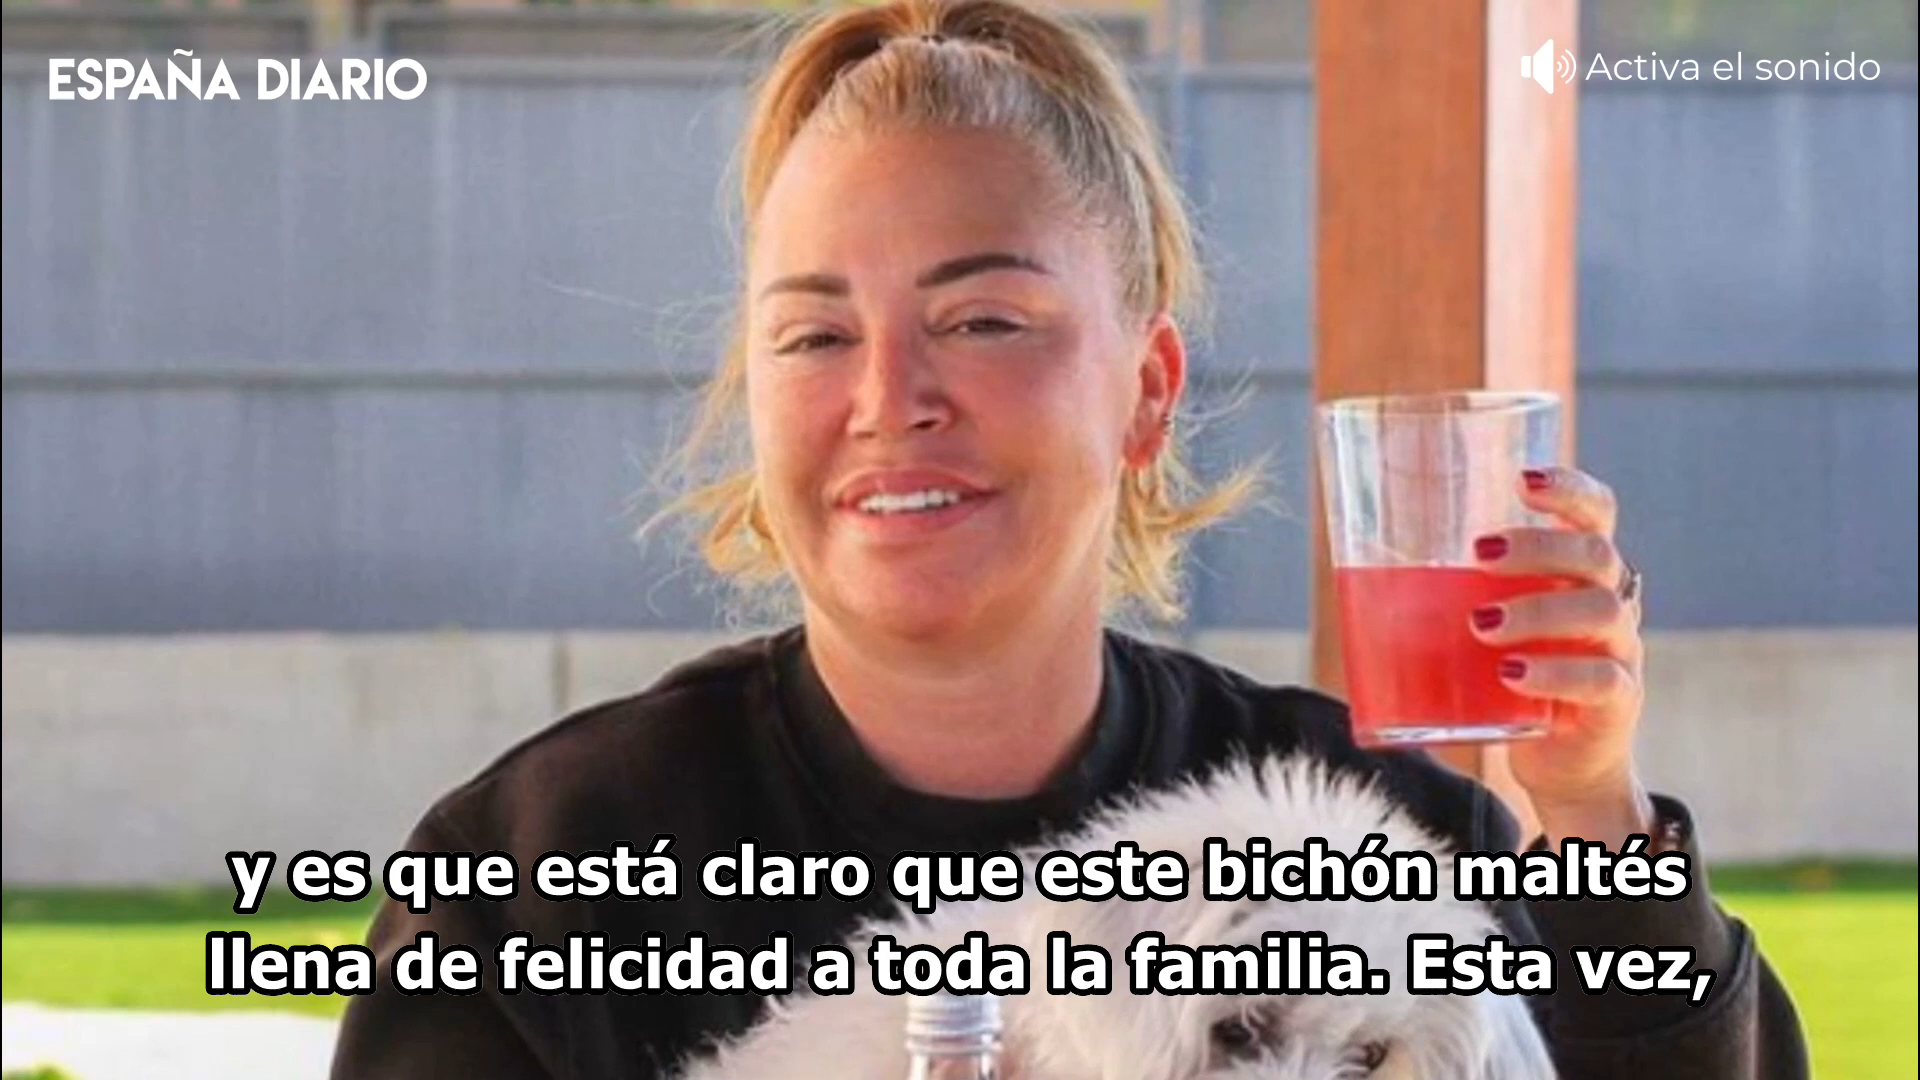 ESPAÑA DIARIO
Activa el sonido
y es que está claro que este bichón maltés
llena de felicidad a toda la familia. Esta vez,